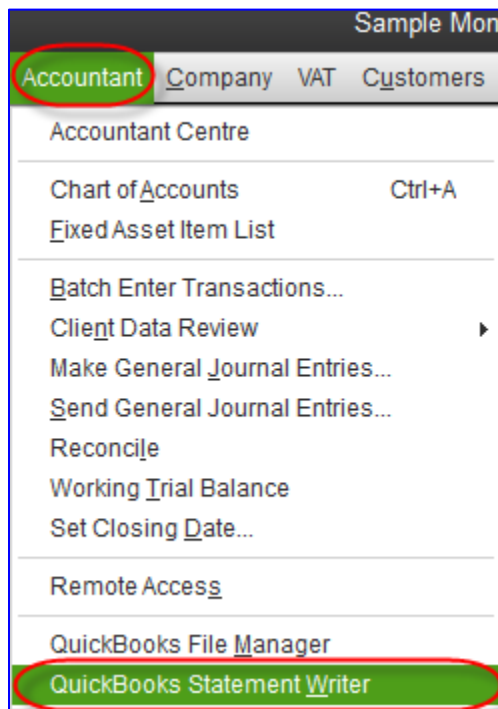 Sample Mon
Accountant Company VAT Customers
Accountant Centre
Chart of Accounts Ctrl+A
Fixed Asset Item List
Batch Enter Transactions...
Client Data Review
Make General Journal Entries...
Send General Journal Entries...
Reconcile
Working Trial Balance
Set Closing Date...
Remote Access
QuickBooks File Manager
QuickBooks Statement Writer